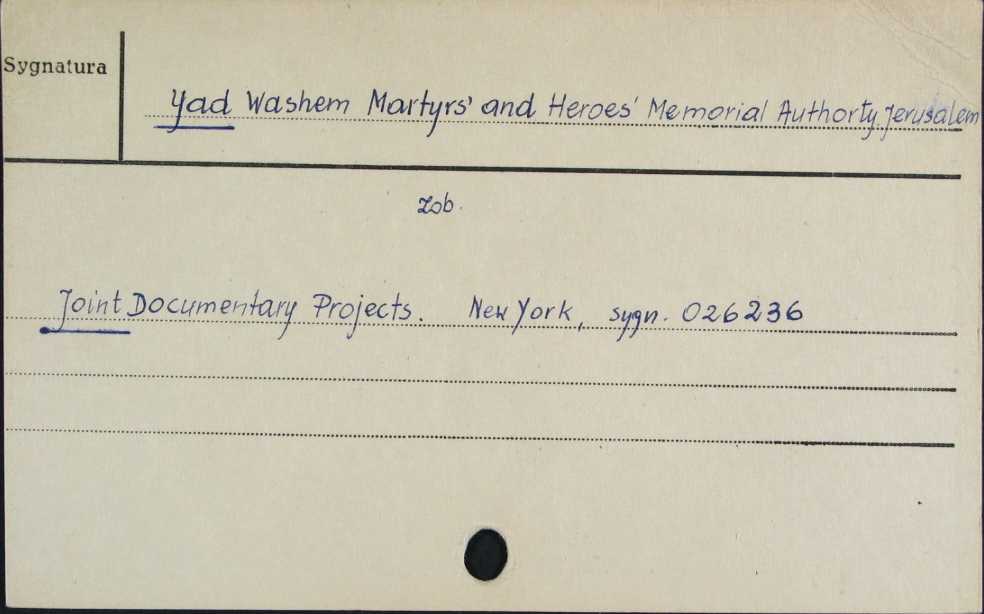 Sygnatura
Yad Washem Martyrs' and Heroes' Memorial Authorty Jerusalem
Zob.
Joint Documentary Projects. New York, sygn. 026236